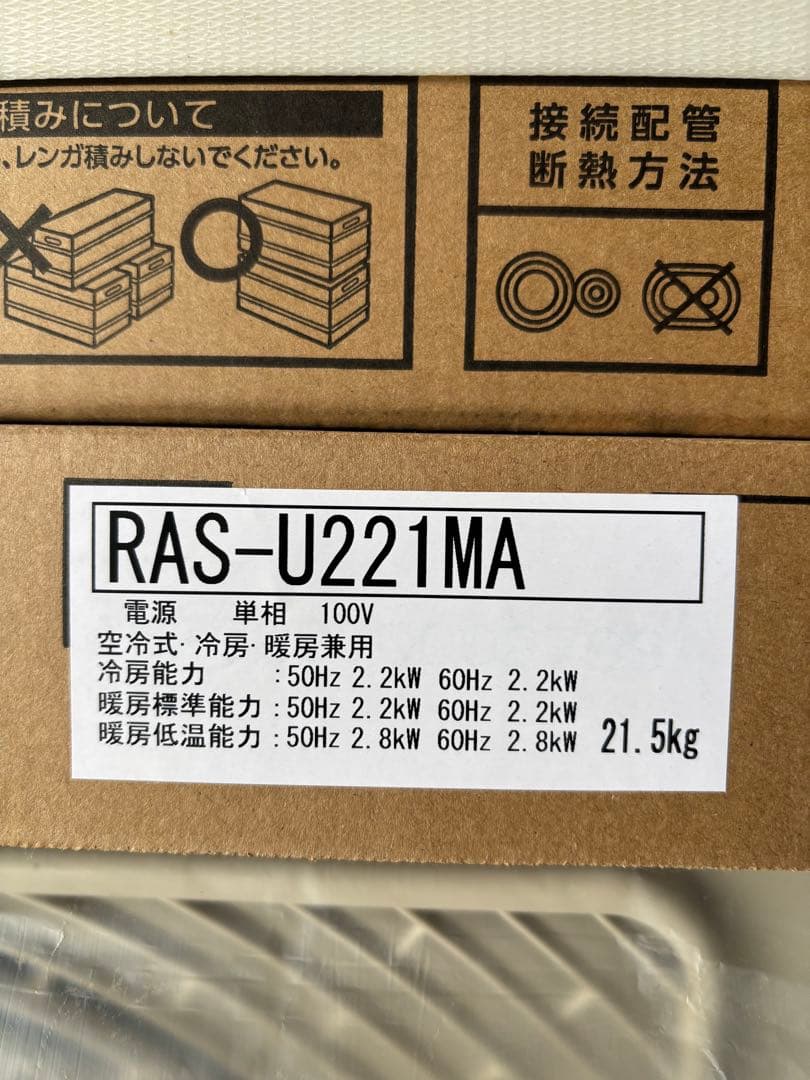 積みについて
、レンガ積みしないでください。
接続配管
断熱方法
RAS-U221MA
電源 単相 100V
空冷式・冷房・暖房兼用
冷房能力 :50Hz 2.2kW 60Hz 2.2kW
暖房標準能力:50Hz 2.2kW 60Hz 2.2kW
暖房低温能力:50Hz 2.8kW 60Hz 2.8kW 21.5kg